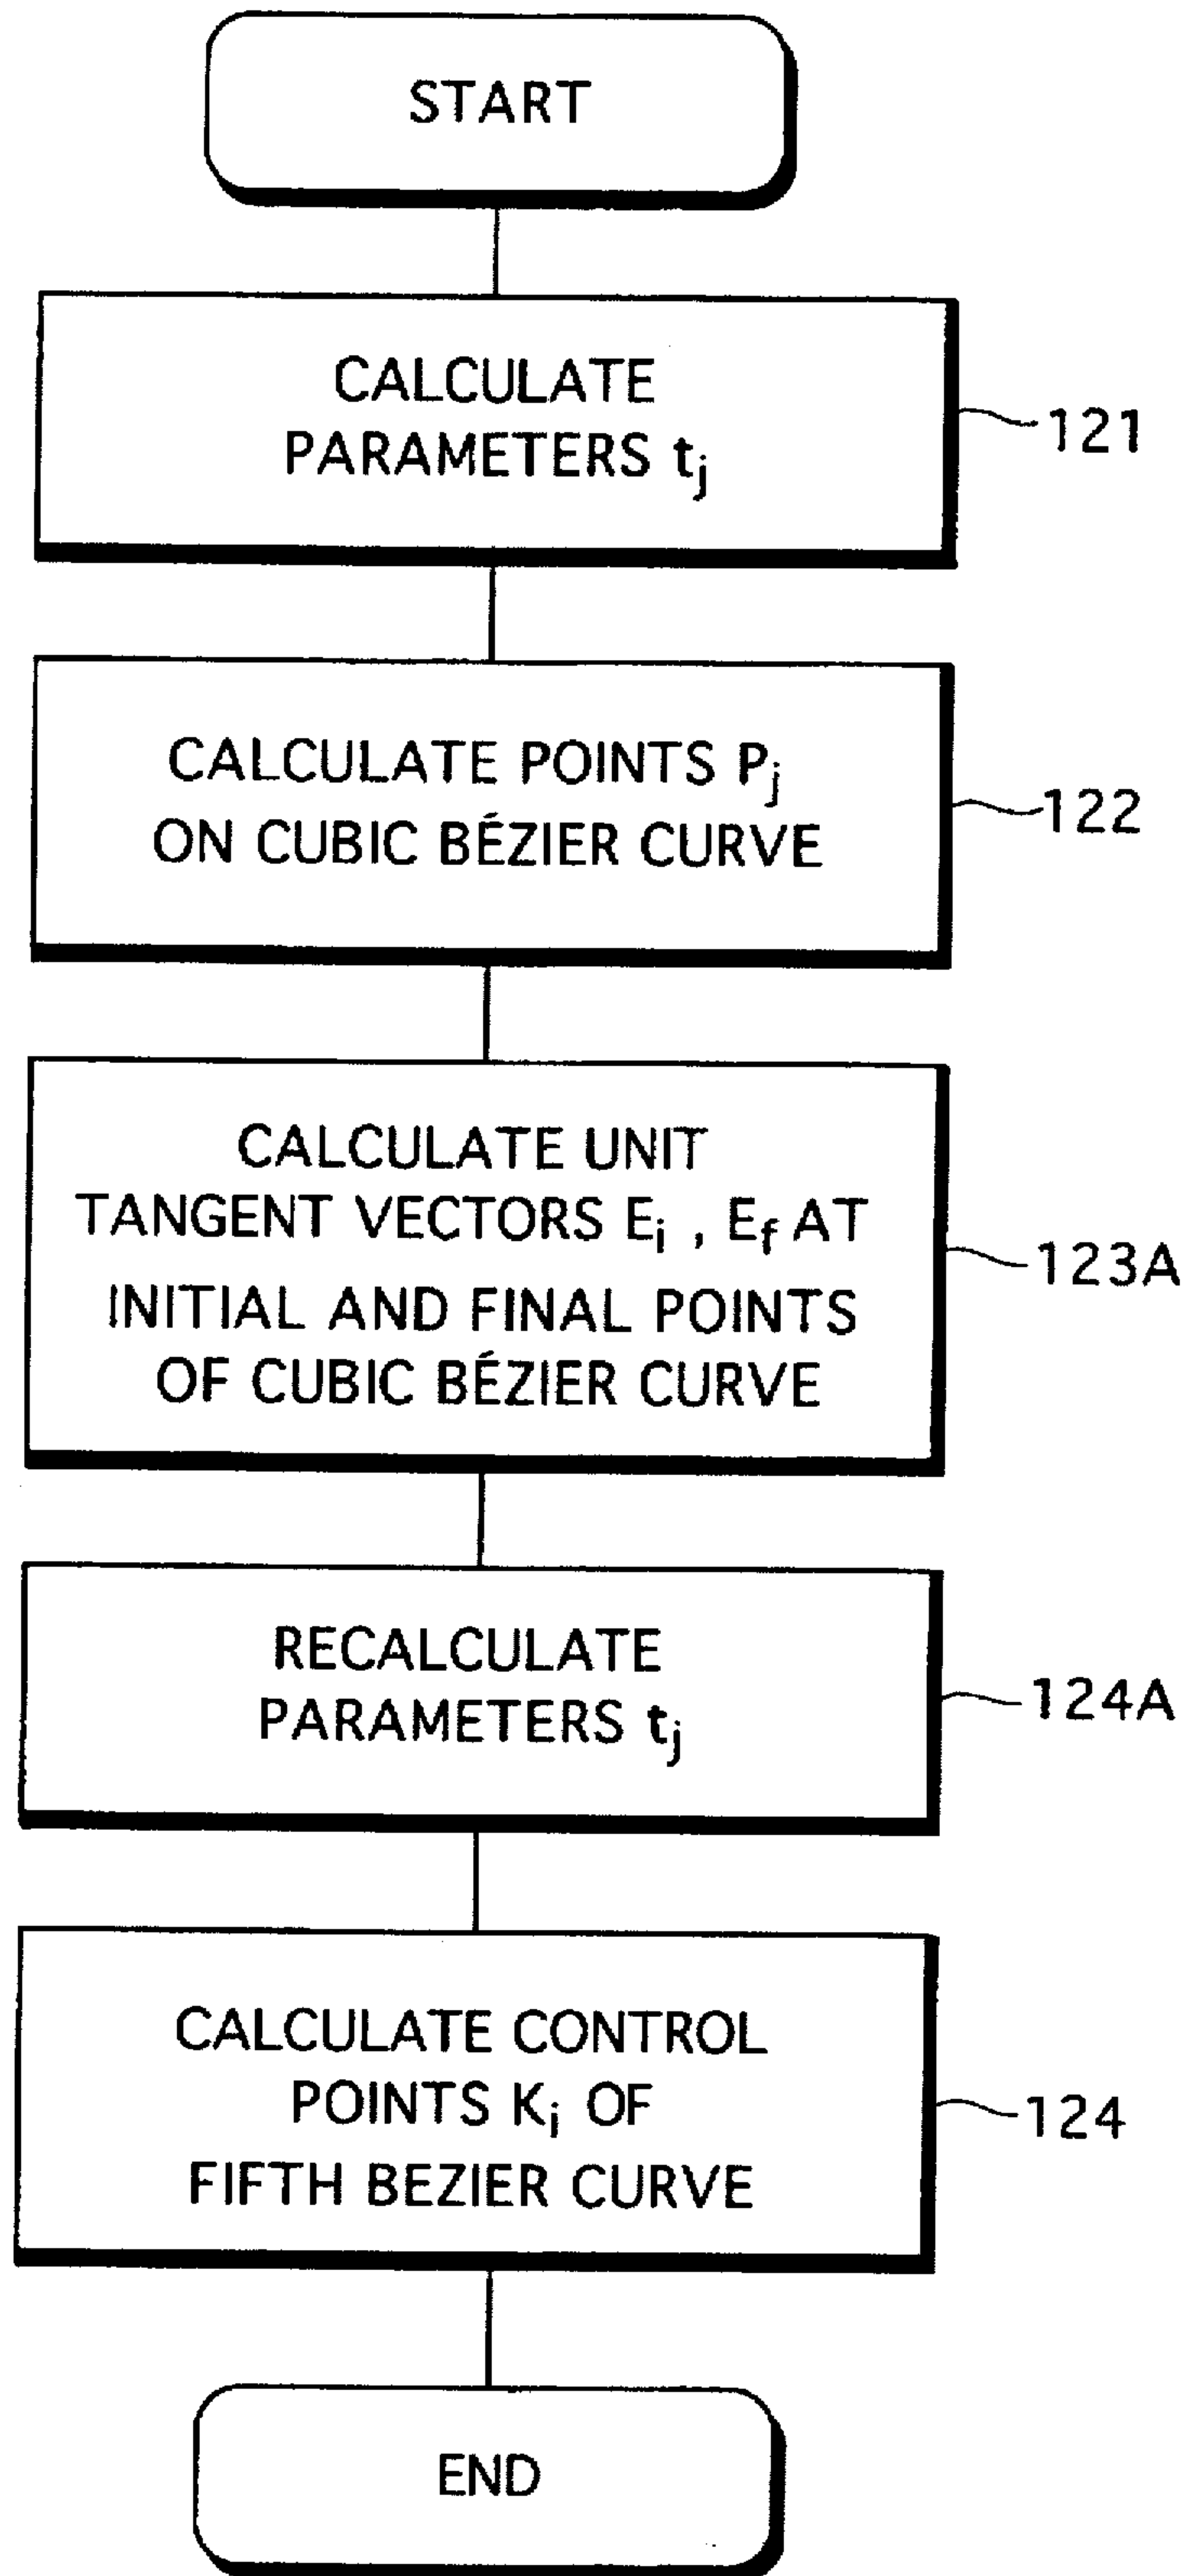 START
CALCULATE
PARAMETERS tj
121
CALCULATE POINTS Pj
ON CUBIC BÉZIER CURVE
122
CALCULATE UNIT
TANGENT VECTORS Ei , Ef AT
INITIAL AND FINAL POINTS
OF CUBIC BÉZIER CURVE
123A
RECALCULATE
PARAMETERS tj
124A
CALCULATE CONTROL
POINTS Ki OF
FIFTH BEZIER CURVE
124
END